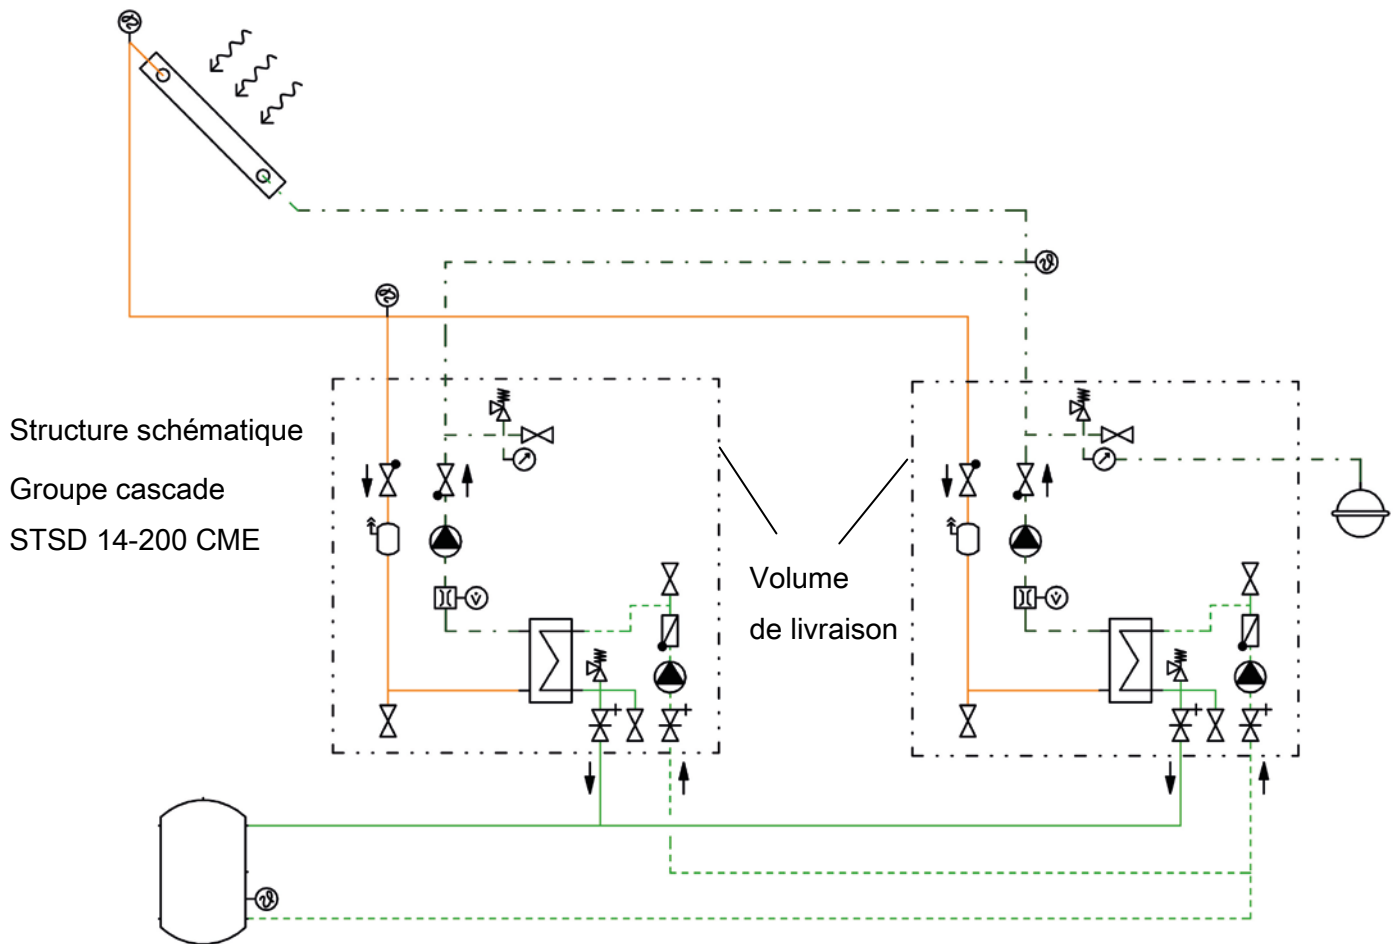 Structure schématique
Groupe cascade
STSD 14-200 CME
Volume
de livraison